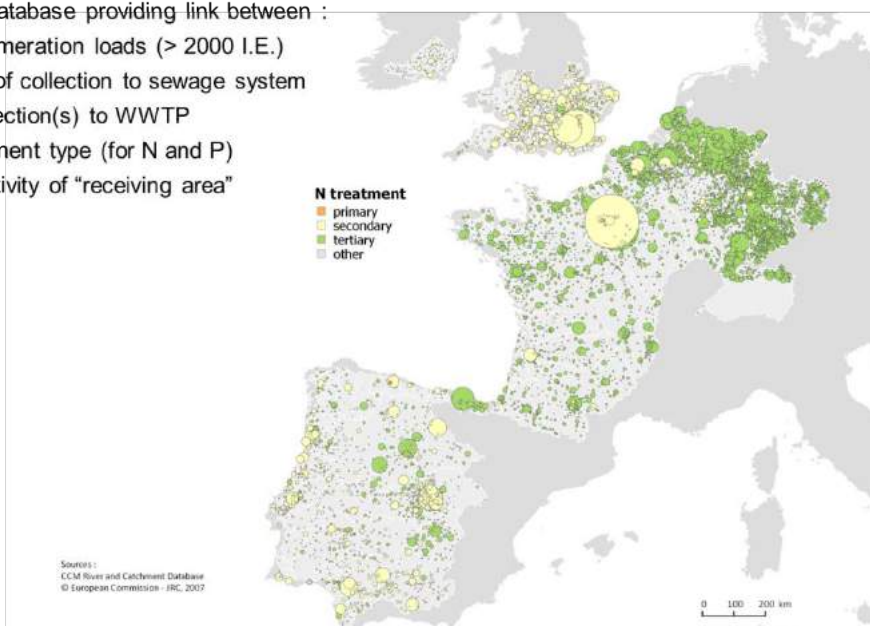 atabase providing link between :
meration loads (> 2000 I.E.)
of collection to sewage system
ection(s) to WWTP
ment type (for N and P)
tivity of “receiving area”
N treatment
primary
secondary
tertiary
other
Sources :
CCM River and Catchment Database
© European Commission - JRC, 2007
0 100 200 km